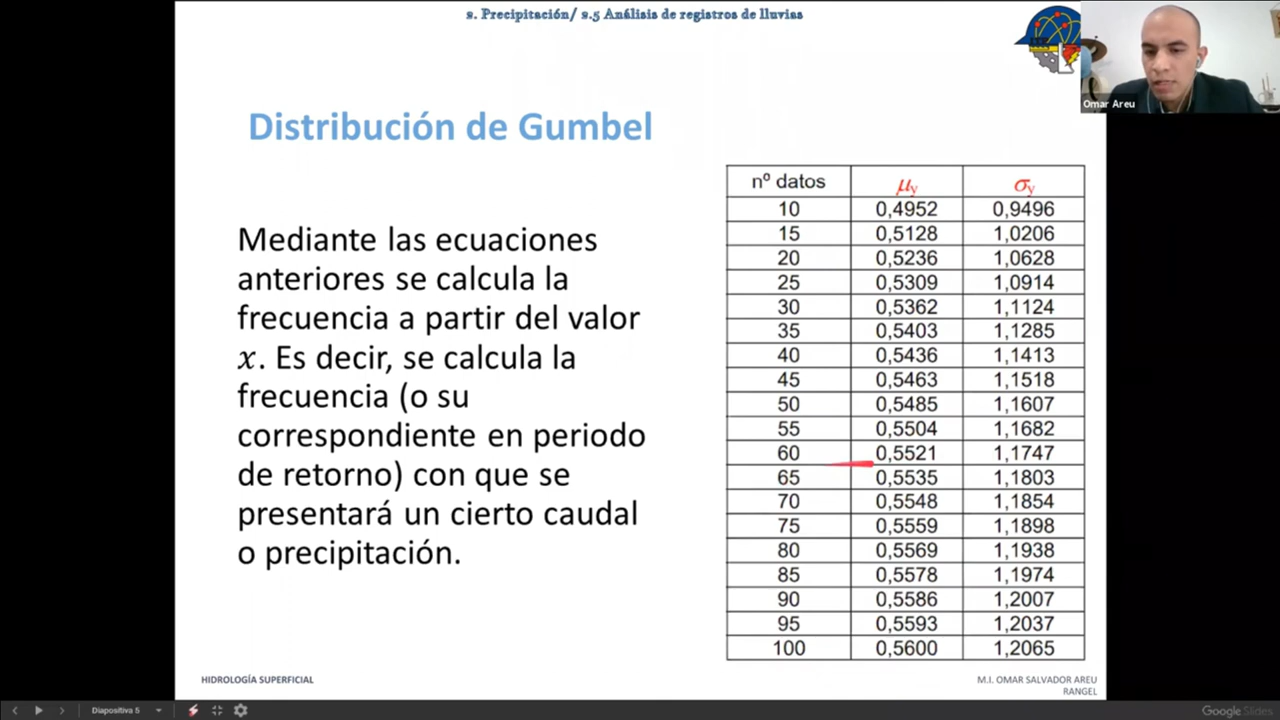 2. Precipitación/ 2.5 Análisis de registros de lluvias
Omar Areu
Distribución de Gumbel
Mediante las ecuaciones
anteriores se calcula la
frecuencia a partir del valor
x. Es decir, se calcula la
frecuencia (o su
correspondiente en periodo
de retorno) con que se
presentará un cierto caudal
o precipitación.
nº datos μy σy
10 0,4952 0,9496
15 0,5128 1,0206
20 0,5236 1,0628
25 0,5309 1,0914
30 0,5362 1,1124
35 0,5403 1,1285
40 0,5436 1,1413
45 0,5463 1,1518
50 0,5485 1,1607
55 0,5504 1,1682
60 0,5521 1,1747
65 0,5535 1,1803
70 0,5548 1,1854
75 0,5559 1,1898
80 0,5569 1,1938
85 0,5578 1,1974
90 0,5586 1,2007
95 0,5593 1,2037
100 0,5600 1,2065
HIDROLOGÍA SUPERFICIAL
M.I. OMAR SALVADOR AREU
RANGEL
Diapositiva 5
Google Slides